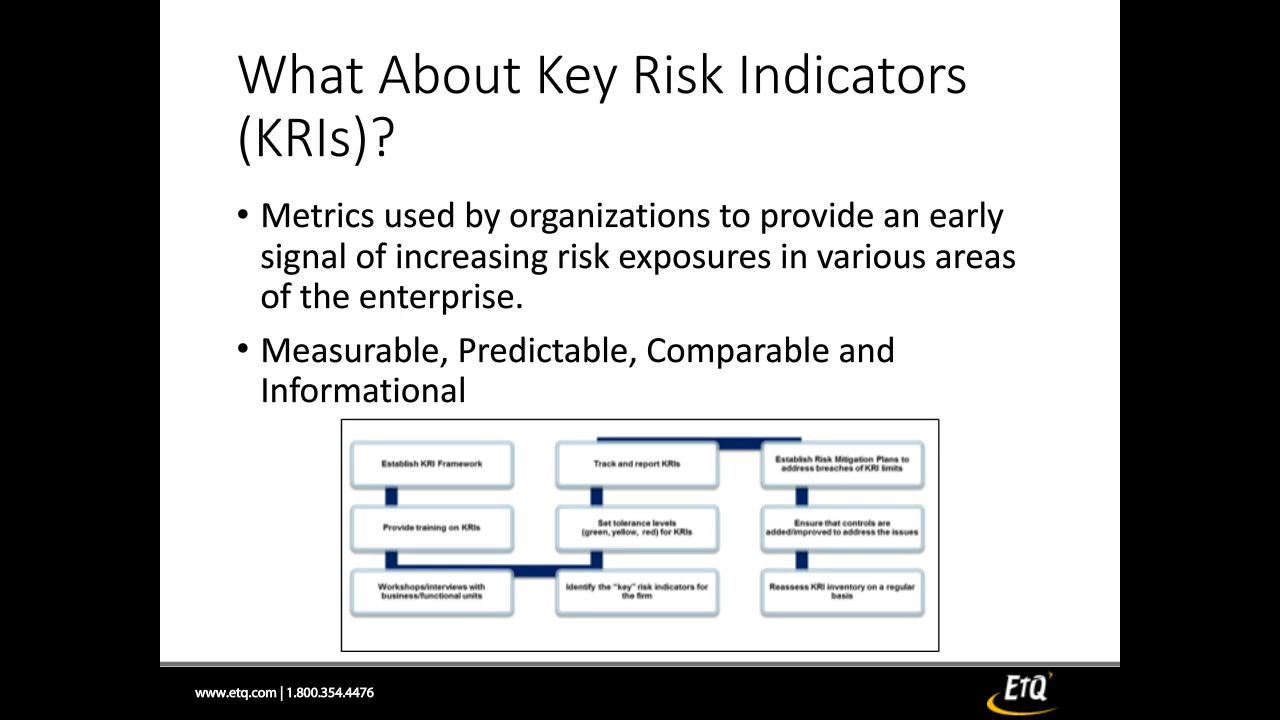 What About Key Risk Indicators
(KRIs)?
• Metrics used by organizations to provide an early
signal of increasing risk exposures in various areas
of the enterprise.
• Measurable, Predictable, Comparable and
Informational
Establish KRI Framework
Provide training on KRIs
Workshops/interviews with
business/functional units
Track and report KRIs
Set tolerance levels
(green, yellow, red) for KRIs
Identify the "key" risk indicators for
the firm
Establish Risk Mitigation Plans to
address breaches of KRI limits
Ensure that controls are
added/improved to address the issues
Reassess KRI inventory on a regular
basis
www.etq.com | 1.800.354.4476
ETQ